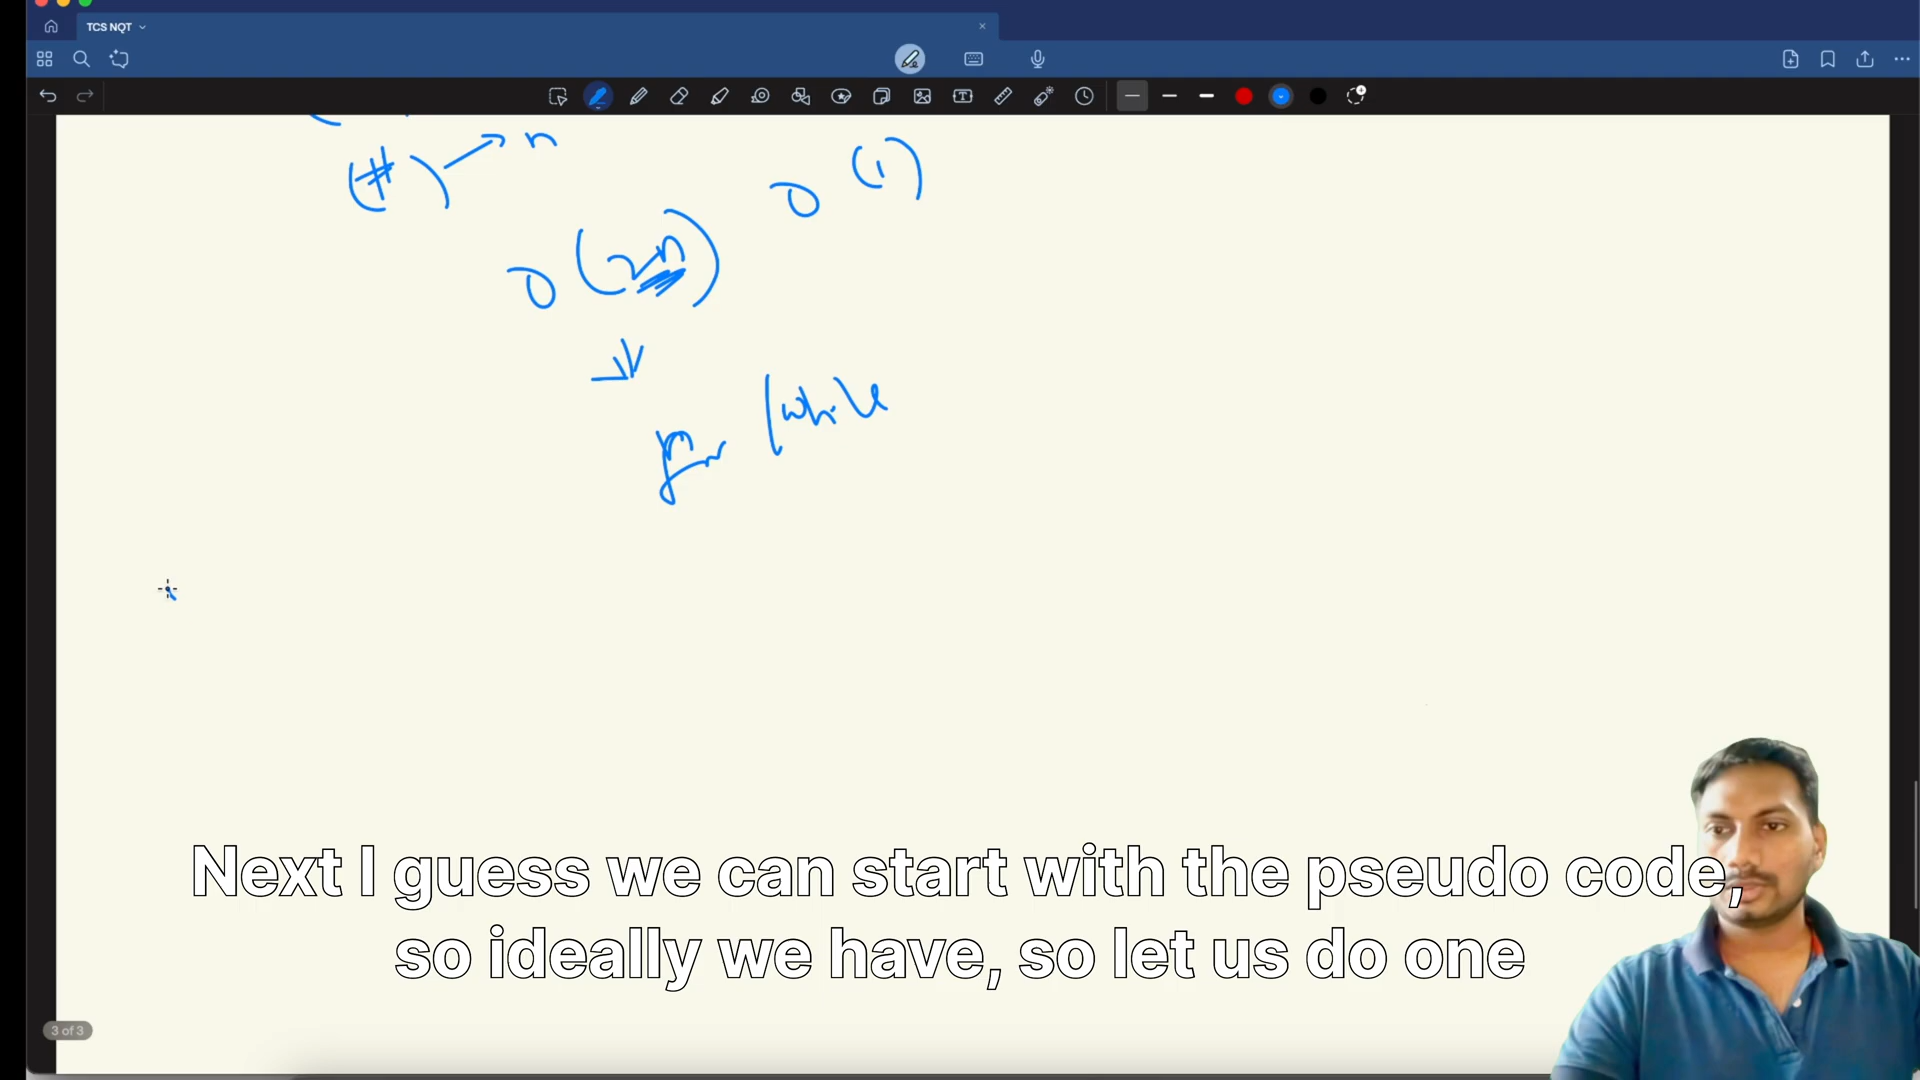 TCS NQT
(#) → n
O (1)
O (2n)
for / while
Next I guess we can start with the pseudo code,
so ideally we have, so let us do one
3 of 3